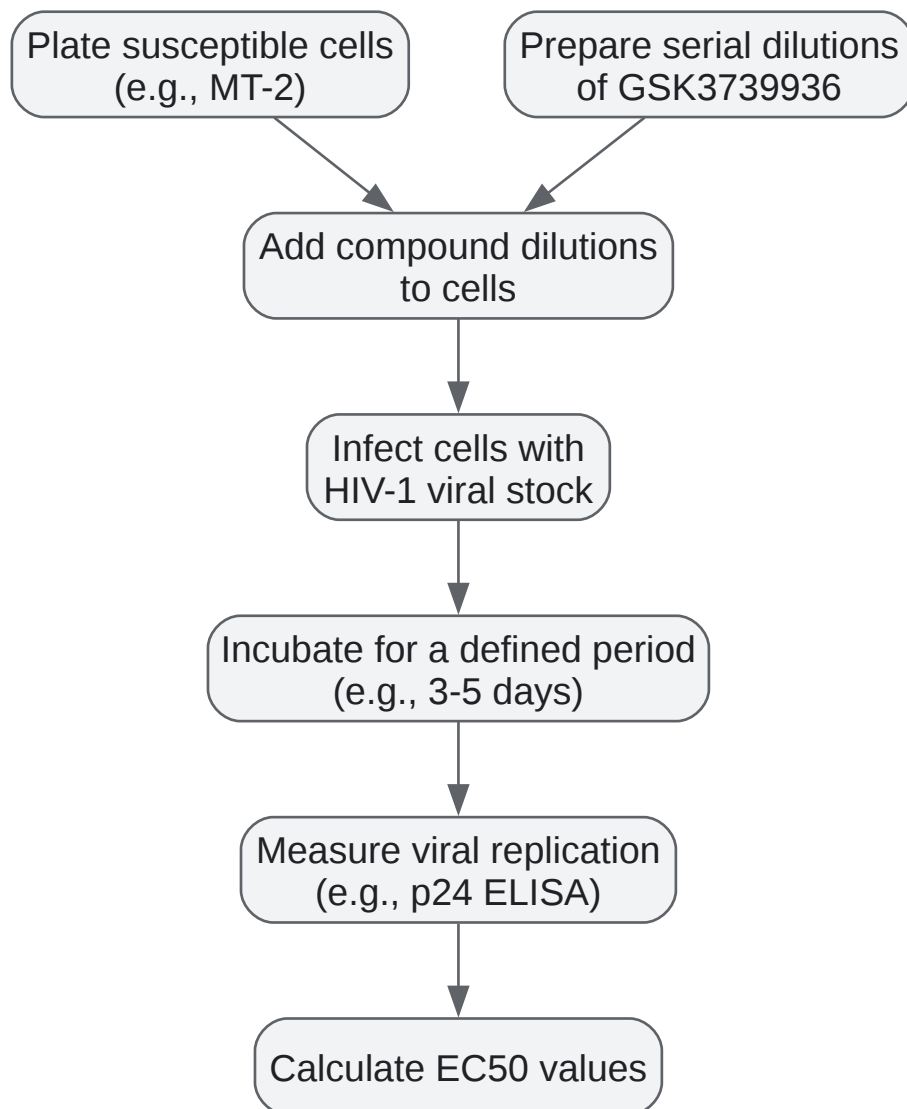 Plate susceptible cells
(e.g., MT-2)
Prepare serial dilutions
of GSK3739936
Add compound dilutions
to cells
Infect cells with
HIV-1 viral stock
Incubate for a defined period
(e.g., 3-5 days)
Measure viral replication
(e.g., p24 ELISA)
Calculate EC50 values